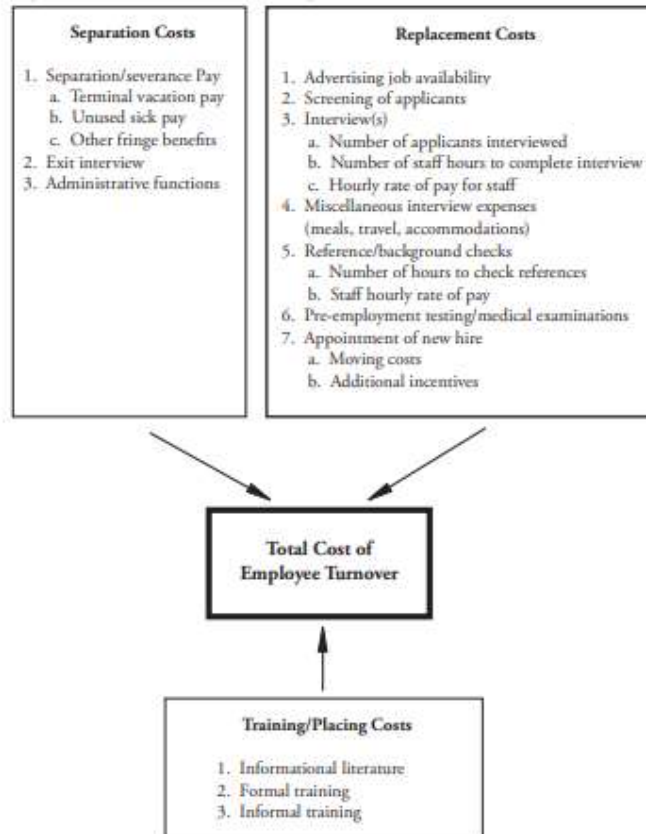 Separation Costs
1. Separation/severance Pay
a. Terminal vacation pay
b. Unused sick pay
c. Other fringe benefits
2. Exit interview
3. Administrative functions
Replacement Costs
1. Advertising job availability
2. Screening of applicants
3. Interview(s)
a. Number of applicants interviewed
b. Number of staff hours to complete interview
c. Hourly rate of pay for staff
4. Miscellaneous interview expenses
(meals, travel, accommodations)
5. Reference/background checks
a. Number of hours to check references
b. Staff hourly rate of pay
6. Pre-employment testing/medical examinations
7. Appointment of new hire
a. Moving costs
b. Additional incentives
Total Cost of
Employee Turnover
Training/Placing Costs
1. Informational literature
2. Formal training
3. Informal training